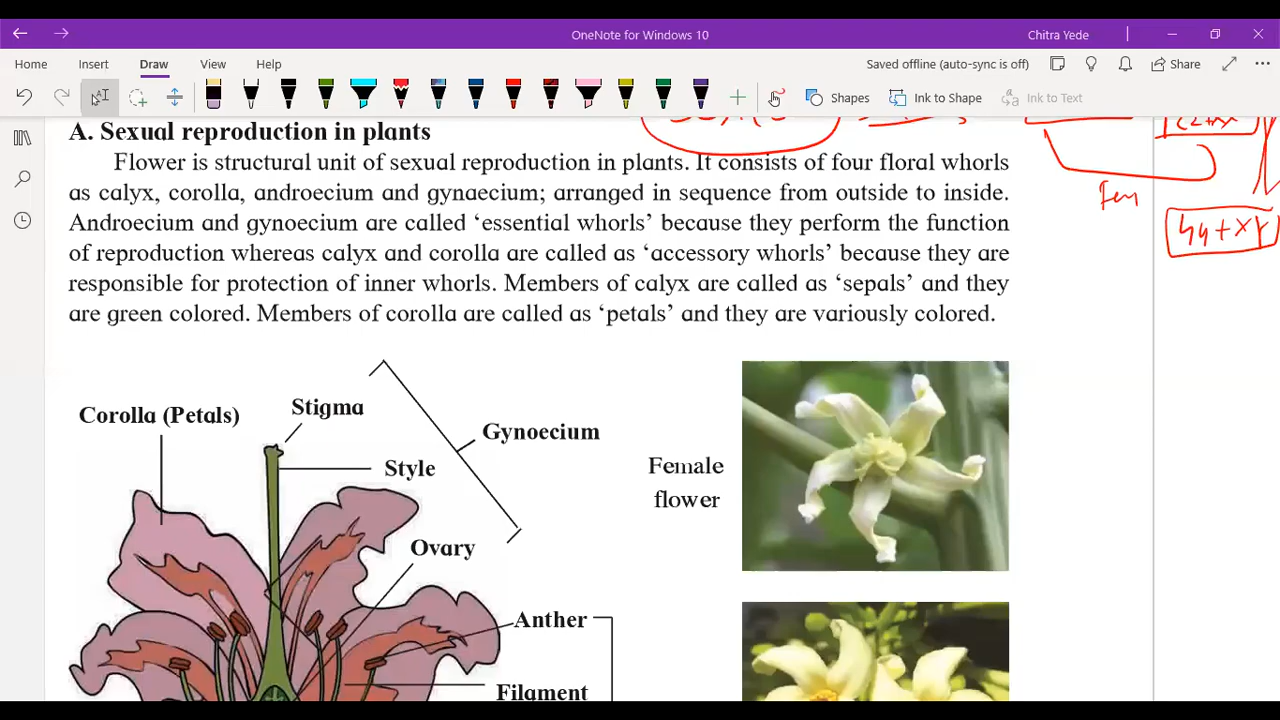 OneNote for Windows 10
Chitra Yede
Home
Insert
Draw
View
Help
Saved offline (auto-sync is off)
Share
Shapes
Ink to Shape
Ink to Text
A. Sexual reproduction in plants
Flower is structural unit of sexual reproduction in plants. It consists of four floral whorls
as calyx, corolla, androecium and gynaecium; arranged in sequence from outside to inside.
Androecium and gynoecium are called ‘essential whorls’ because they perform the function
of reproduction whereas calyx and corolla are called as ‘accessory whorls’ because they are
responsible for protection of inner whorls. Members of calyx are called as ‘sepals’ and they
are green colored. Members of corolla are called as ‘petals’ and they are variously colored.
Corolla (Petals)
Stigma
Gynoecium
Style
Ovary
Anther
Filament
Female
flower
44+XY